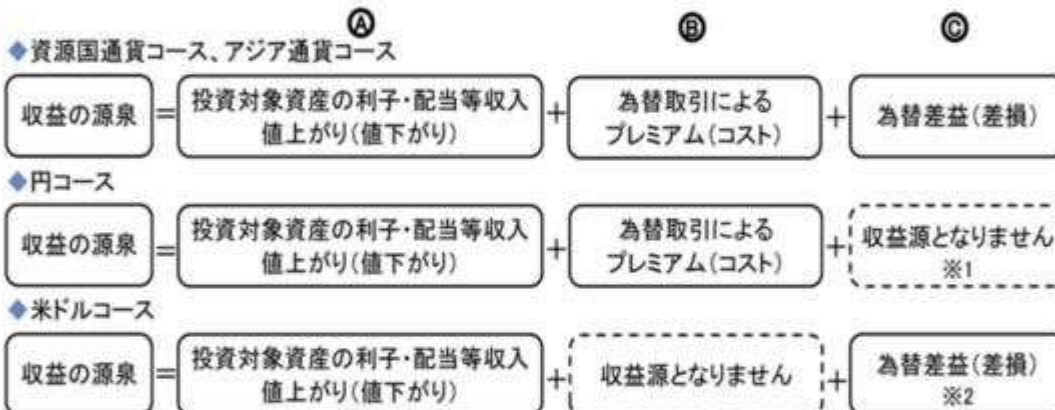 Ⓐ Ⓑ Ⓒ
◆資源国通貨コース、アジア通貨コース
収益の源泉 = 投資対象資産の利子・配当等収入
値上がり(値下がり) + 為替取引による
プレミアム(コスト) + 為替差益(差損)
◆円コース
収益の源泉 = 投資対象資産の利子・配当等収入
値上がり(値下がり) + 為替取引による
プレミアム(コスト) + 収益源となりません
※1
◆米ドルコース
収益の源泉 = 投資対象資産の利子・配当等収入
値上がり(値下がり) + 収益源となりません + 為替差益(差損)
※2